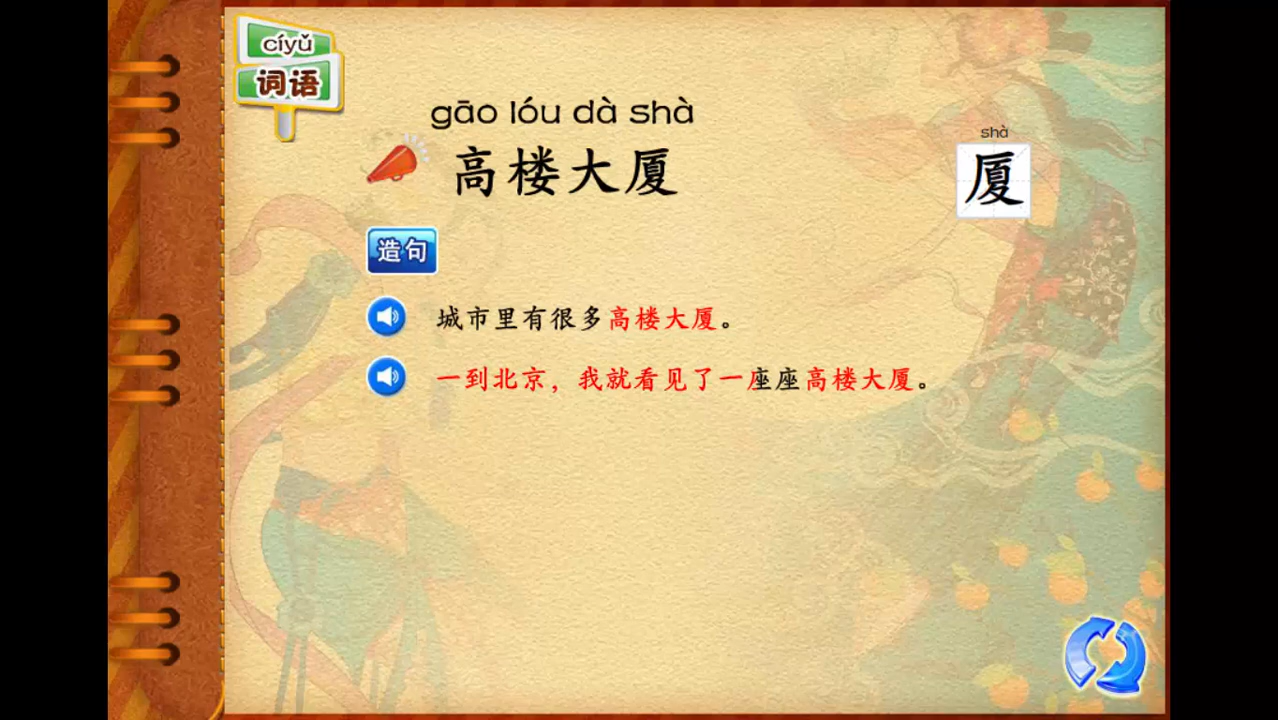 cíyǔ
词语
gāo lóu dà shà
高楼大厦
shà
厦
造句
城市里有很多高楼大厦。
一到北京，我就看见了一座座高楼大厦。